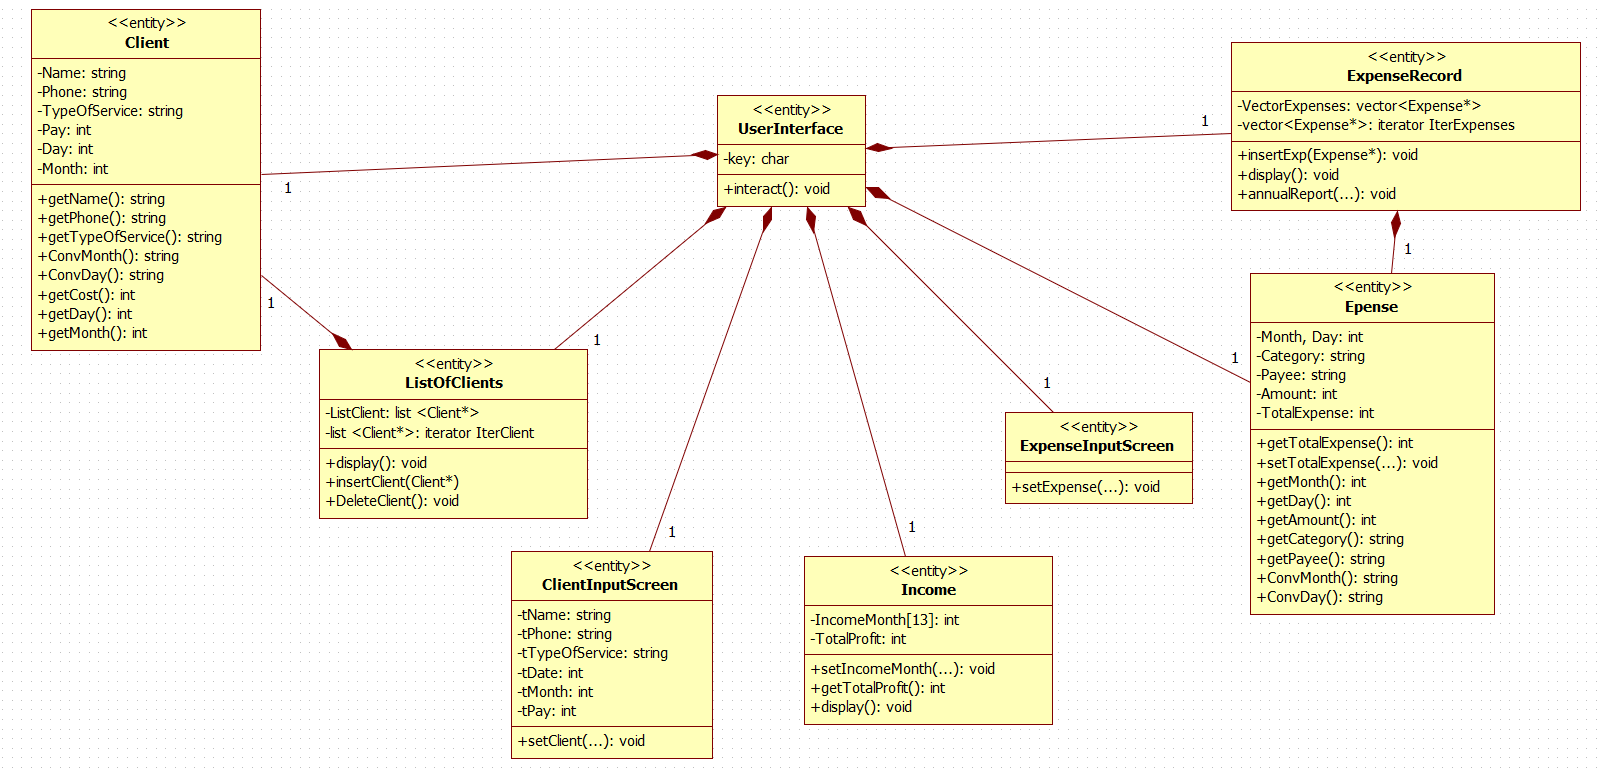 <<entity>>
Client
-Name: string
-Phone: string
-TypeOfService: string
-Pay: int
-Day: int
-Month: int
+getName(): string
+getPhone(): string
+getTypeOfService(): string
+ConvMonth(): string
+ConvDay(): string
+getCost(): int
+getDay(): int
+getMonth(): int
1
1
<<entity>>
UserInterface
-key: char
+interact(): void
1
<<entity>>
ExpenseRecord
-VectorExpenses: vector<Expense*>
-vector<Expense*>: iterator IterExpenses
+insertExp(Expense*): void
+display(): void
+annualReport(...): void
1
<<entity>>
ListOfClients
-ListClient: list <Client*>
-list <Client*>: iterator IterClient
+display(): void
+insertClient(Client*)
+DeleteClient(): void
1
1
<<entity>>
ClientInputScreen
-tName: string
-tPhone: string
-tTypeOfService: string
-tDate: int
-tMonth: int
-tPay: int
+setClient(...): void
1
<<entity>>
Income
-IncomeMonth[13]: int
-TotalProfit: int
+setIncomeMonth(...): void
+getTotalProfit(): int
+display(): void
1
<<entity>>
ExpenseInputScreen
+setExpense(...): void
1
<<entity>>
Epense
-Month, Day: int
-Category: string
-Payee: string
-Amount: int
-TotalExpense: int
+getTotalExpense(): int
+setTotalExpense(...): void
+getMonth(): int
+getDay(): int
+getAmount(): int
+getCategory(): string
+getPayee(): string
+ConvMonth(): string
+ConvDay(): string